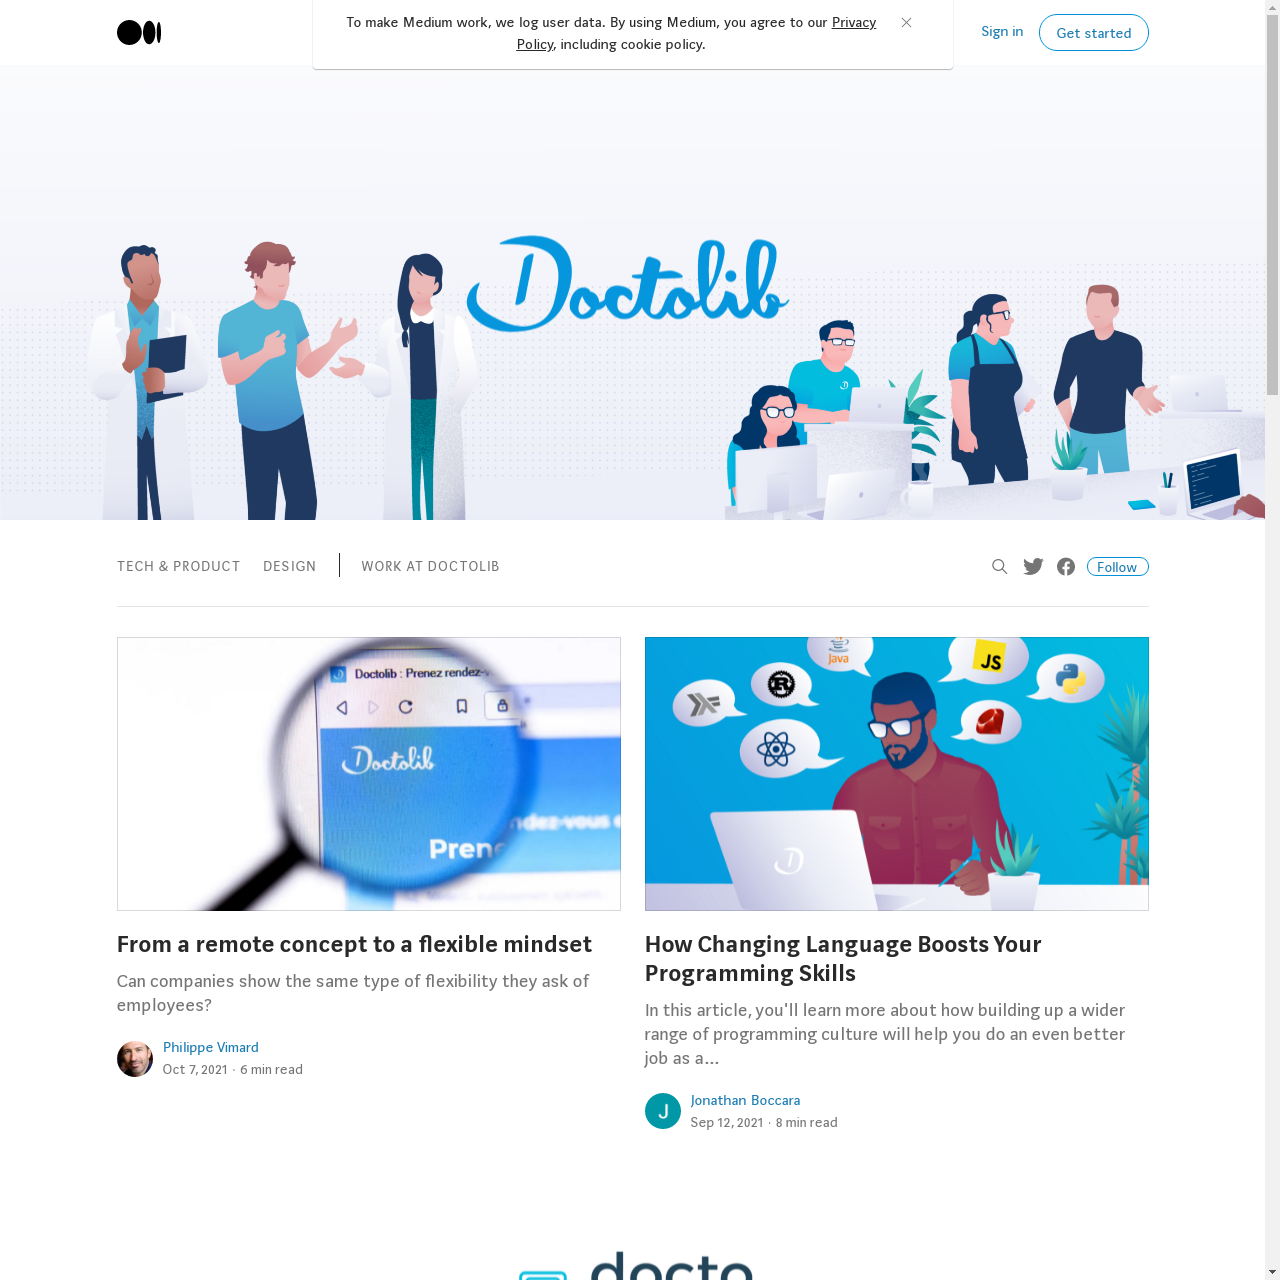 To make Medium work, we log user data. By using Medium, you agree to our Privacy
Policy, including cookie policy.
Sign in
Get started
Doctolib
TECH & PRODUCT
DESIGN
WORK AT DOCTOLIB
Follow
Doctolib : Prenez rendez-v
Doctolib
ndez-vous e
Prene
Java
JS
From a remote concept to a flexible mindset
Can companies show the same type of flexibility they ask of
employees?
Philippe Vimard
Oct 7, 2021 · 6 min read
How Changing Language Boosts Your
Programming Skills
In this article, you'll learn more about how building up a wider
range of programming culture will help you do an even better
job as a…
J
Jonathan Boccara
Sep 12, 2021 · 8 min read
docto